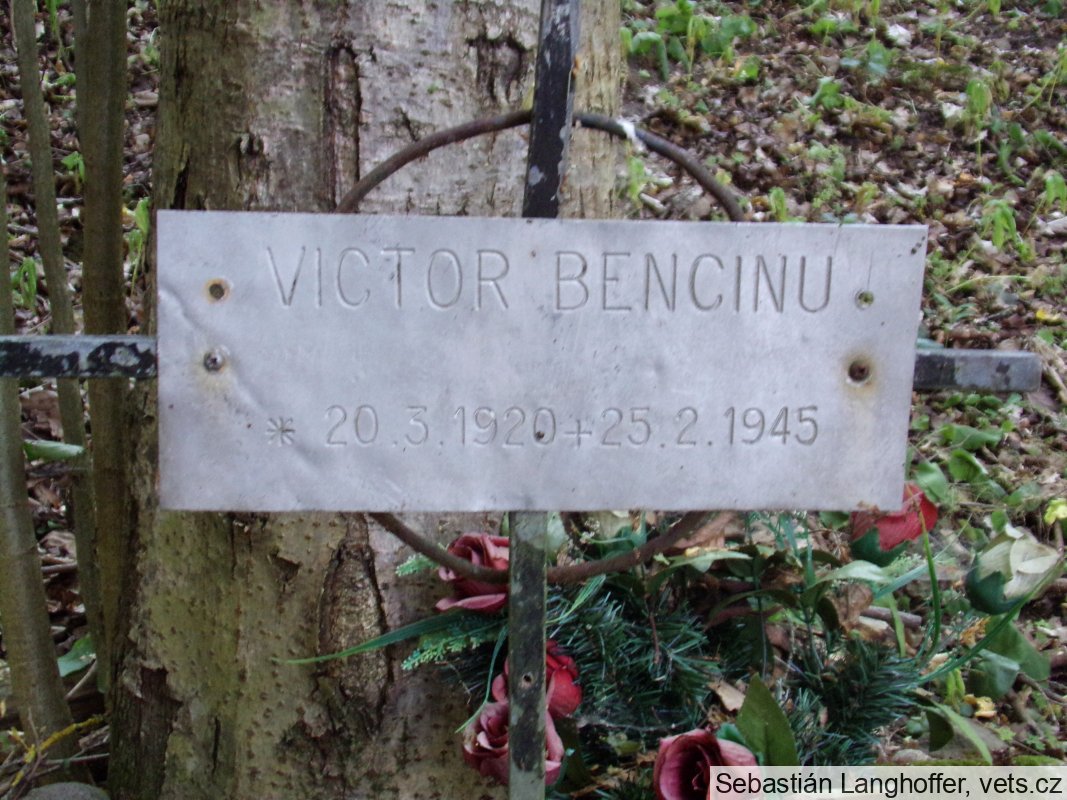 VICTOR BENCINU
* 20.3.1920+25.2.1945
Sebastián Langhoffer, vets.cz